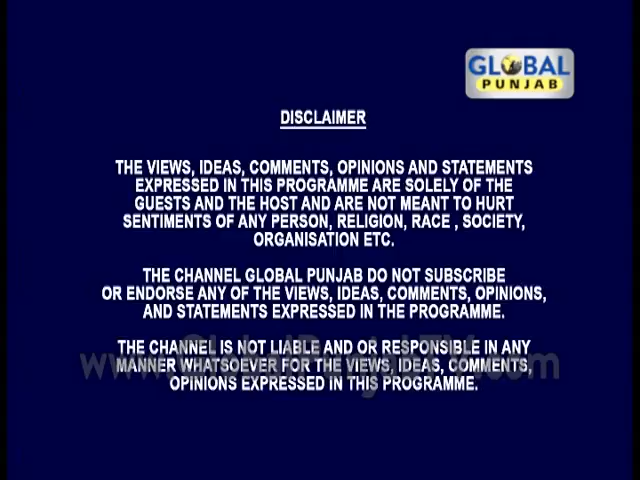 GLOBAL
PUNJAB
DISCLAIMER
THE VIEWS, IDEAS, COMMENTS, OPINIONS AND STATEMENTS
EXPRESSED IN THIS PROGRAMME ARE SOLELY OF THE
GUESTS AND THE HOST AND ARE NOT MEANT TO HURT
SENTIMENTS OF ANY PERSON, RELIGION, RACE , SOCIETY,
ORGANISATION ETC.
THE CHANNEL GLOBAL PUNJAB DO NOT SUBSCRIBE
OR ENDORSE ANY OF THE VIEWS, IDEAS, COMMENTS, OPINIONS,
AND STATEMENTS EXPRESSED IN THE PROGRAMME.
THE CHANNEL IS NOT LIABLE AND OR RESPONSIBLE IN ANY
www.GlobalPunjabTV.com
MANNER WHATSOEVER FOR THE VIEWS, IDEAS, COMMENTS,
OPINIONS EXPRESSED IN THIS PROGRAMME.